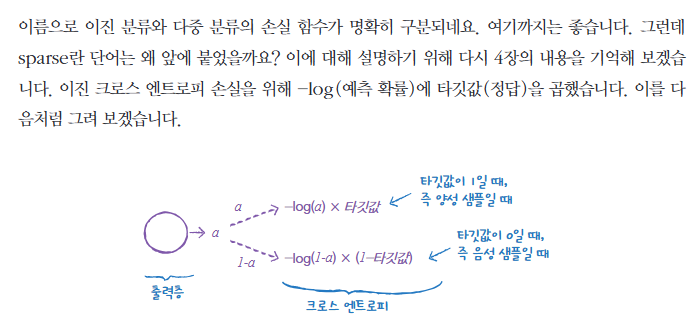 이름으로 이진 분류와 다중 분류의 손실 함수가 명확히 구분되네요. 여기까지는 좋습니다. 그런데
sparse란 단어는 왜 앞에 붙었을까요? 이에 대해 설명하기 위해 다시 4장의 내용을 기억해 보겠습
니다. 이진 크로스 엔트로피 손실을 위해 –log(예측 확률)에 타깃값(정답)을 곱했습니다. 이를 다
음처럼 그려 보겠습니다.
타깃값이 1일 때,
즉 양성 샘플일 때
a
a
–log(a) × 타깃값
타깃값이 0일 때,
즉 음성 샘플일 때
1-a
–log(1-a) × (1–타깃값)
출력층
크로스 엔트로피